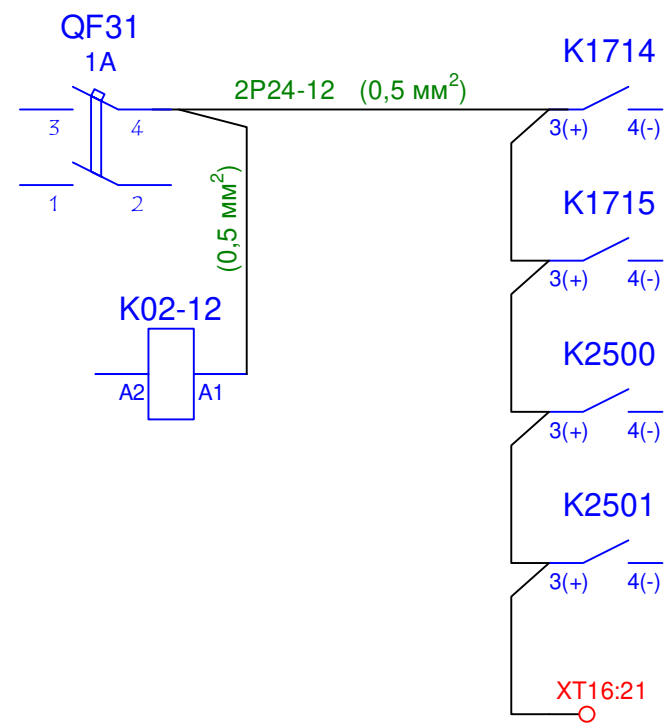 QF31
1A
3 4
1 2
2P24-12 (0,5 мм²)
(0,5 мм²)
K02-12
A2 A1
K1714
3(+) 4(-)
K1715
3(+) 4(-)
K2500
3(+) 4(-)
K2501
3(+) 4(-)
XT16:21